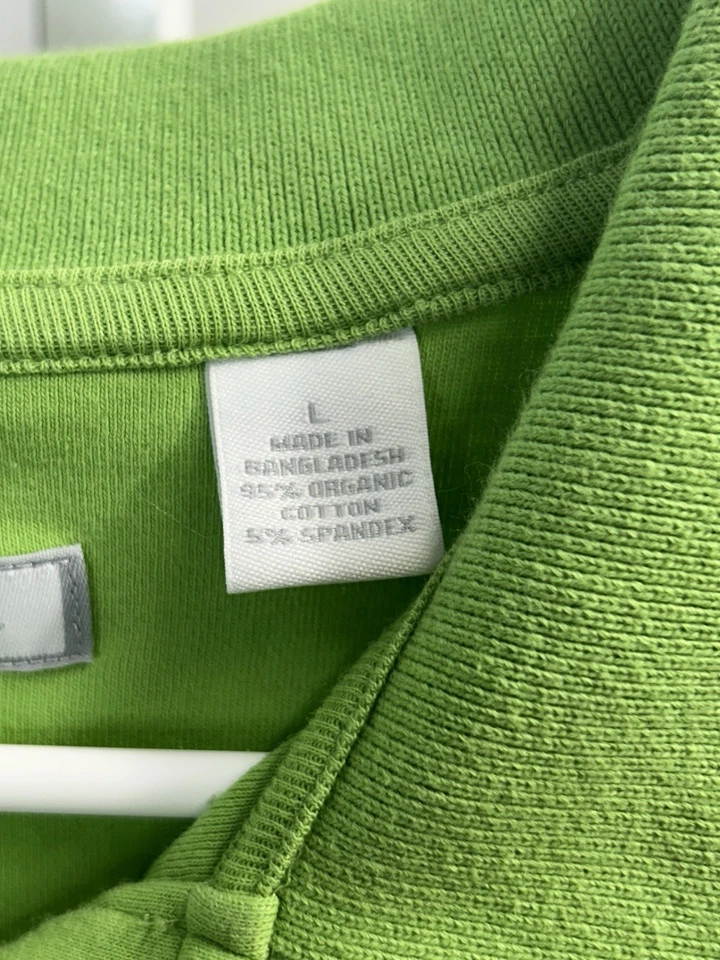 L
MADE IN
BANGLADESH
95% ORGANIC
COTTON
5% SPANDEX